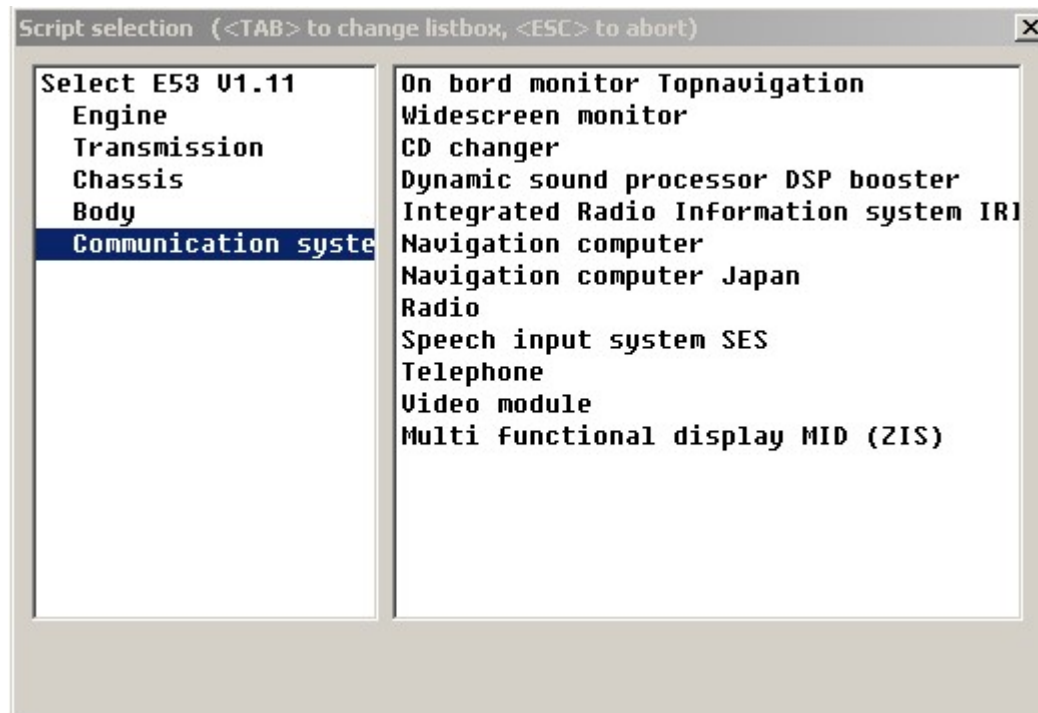 Script selection (<TAB> to change listbox, <ESC> to abort)
Select E53 V1.11
Engine
Transmission
Chassis
Body
Communication syste
On bord monitor Topnavigation
Widescreen monitor
CD changer
Dynamic sound processor DSP booster
Integrated Radio Information system
Navigation computer
Navigation computer Japan
Radio
Speech input system SES
Telephone
Video module
Multi functional display MID (ZIS)